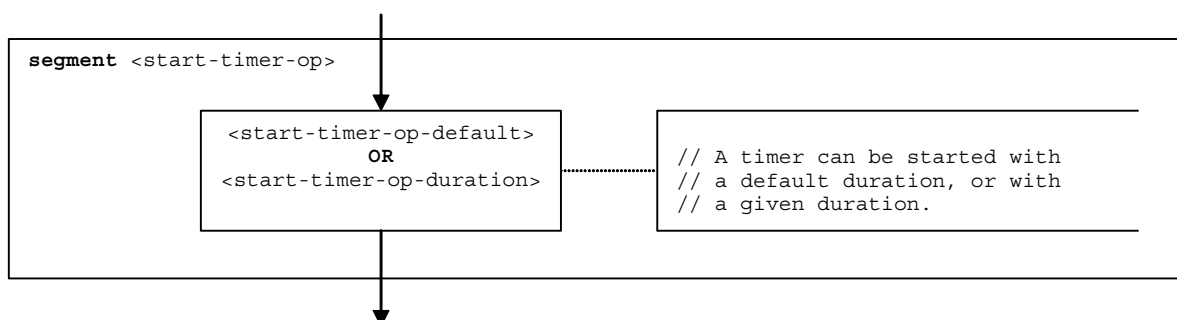 segment <start-timer-op>
<start-timer-op-default>
OR
<start-timer-op-duration>
// A timer can be started with
// a default duration, or with
// a given duration.